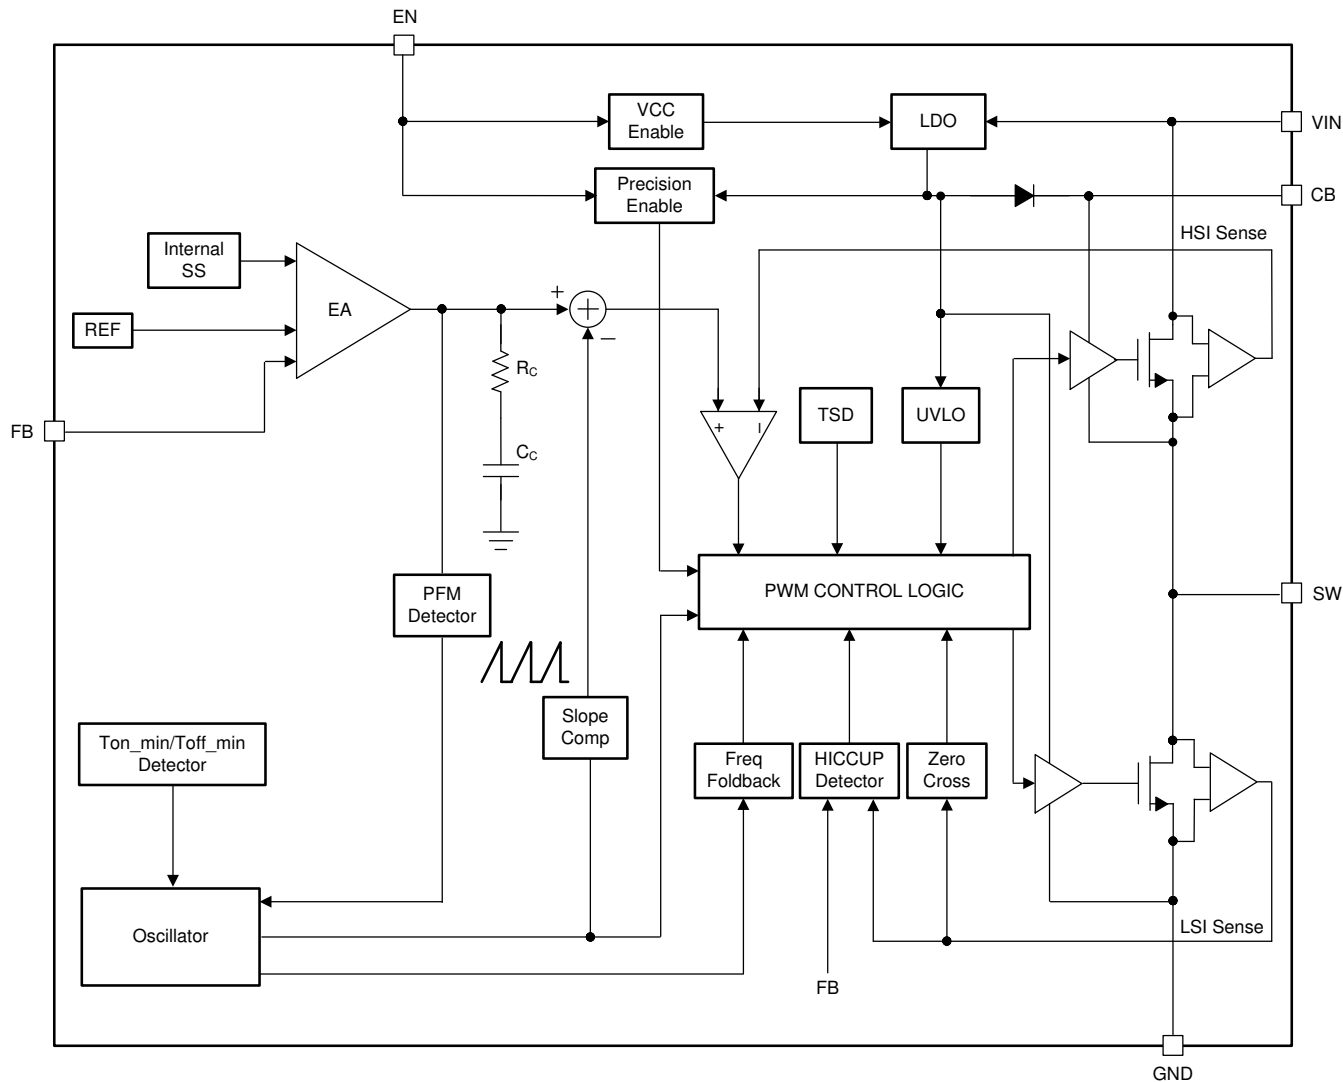 EN
VCC
Enable
LDO
VIN
Precision
Enable
CB
HSI Sense
Internal
SS
EA
+
+
−
REF
RC
FB
TSD
UVLO
+
−
CC
PWM CONTROL LOGIC
SW
PFM
Detector
Slope
Comp
Ton_min/Toff_min
Detector
Freq
Foldback
HICCUP
Detector
Zero
Cross
Oscillator
LSI Sense
FB
GND